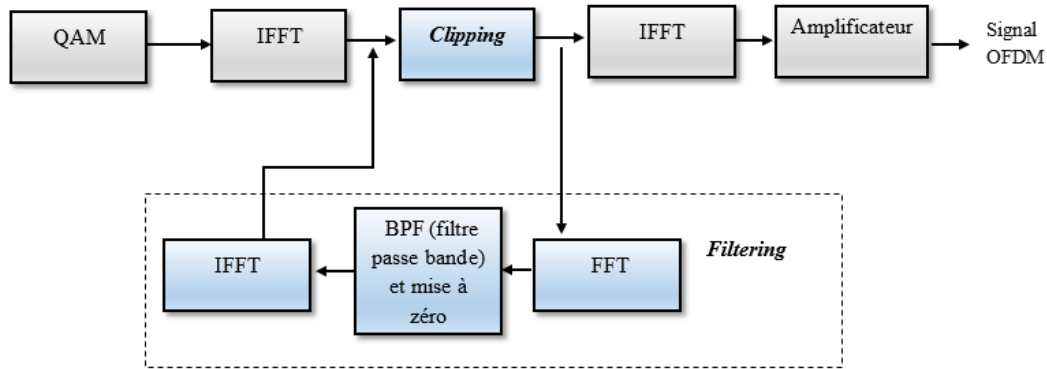 QAM
IFFT
Clipping
IFFT
Amplificateur
Signal
OFDM
IFFT
BPF (filtre
passe bande)
et mise à
zéro
FFT
Filtering